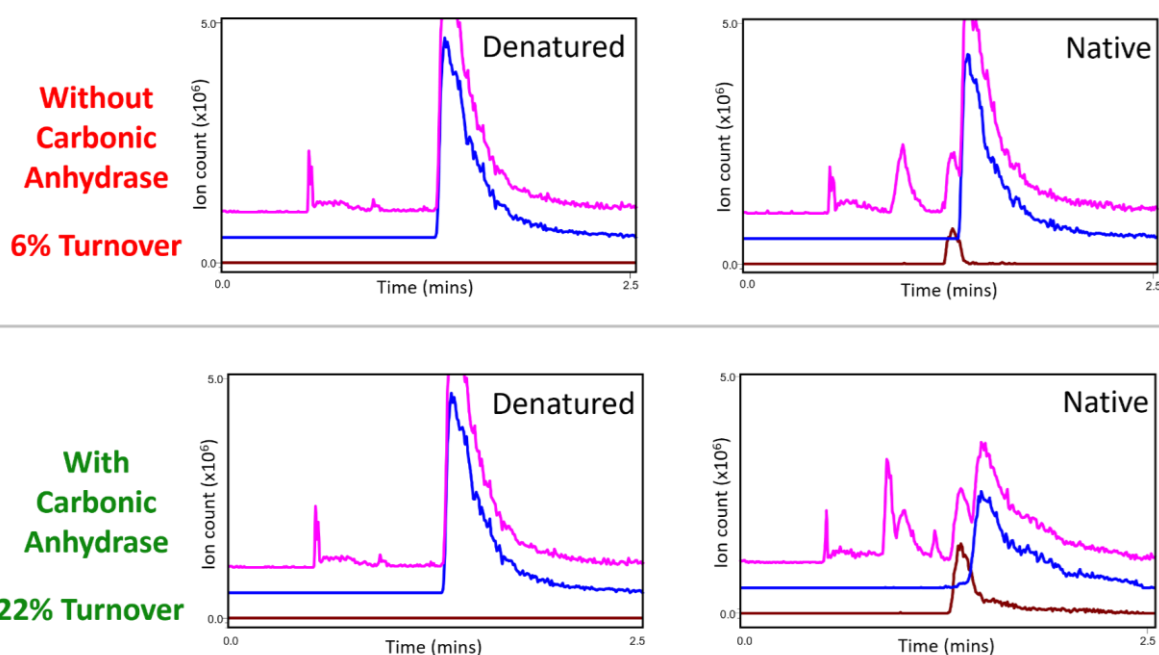 Without
Carbonic
Anhydrase
6% Turnover
5.0
Denatured
Ion count (x10⁶)
0.0
0.0
Time (mins)
2.5
5.0
Native
Ion count (x10⁶)
0.0
0.0
Time (mins)
2.5
With
Carbonic
Anhydrase
22% Turnover
5.0
Denatured
Ion count (x10⁶)
0.0
0.0
Time (mins)
2.5
5.0
Native
Ion count (x10⁶)
0.0
0.0
Time (mins)
2.5